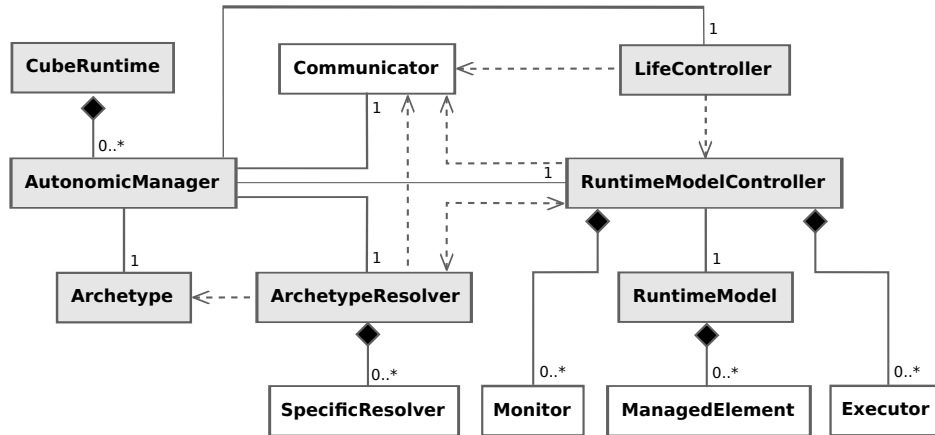 1
CubeRuntime
Communicator
LifeController
1
0..*
AutonomicManager
1
RuntimeModelController
1
1
1
Archetype
ArchetypeResolver
RuntimeModel
0..*
0..*
0..*
0..*
SpecificResolver
Monitor
ManagedElement
Executor